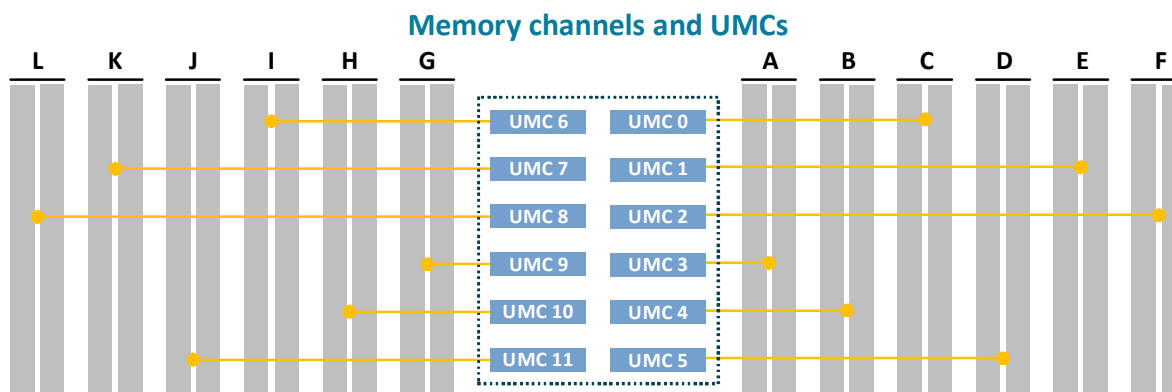 Memory channels and UMCs
L K J I H G A B C D E F
UMC 6 UMC 0
UMC 7 UMC 1
UMC 8 UMC 2
UMC 9 UMC 3
UMC 10 UMC 4
UMC 11 UMC 5